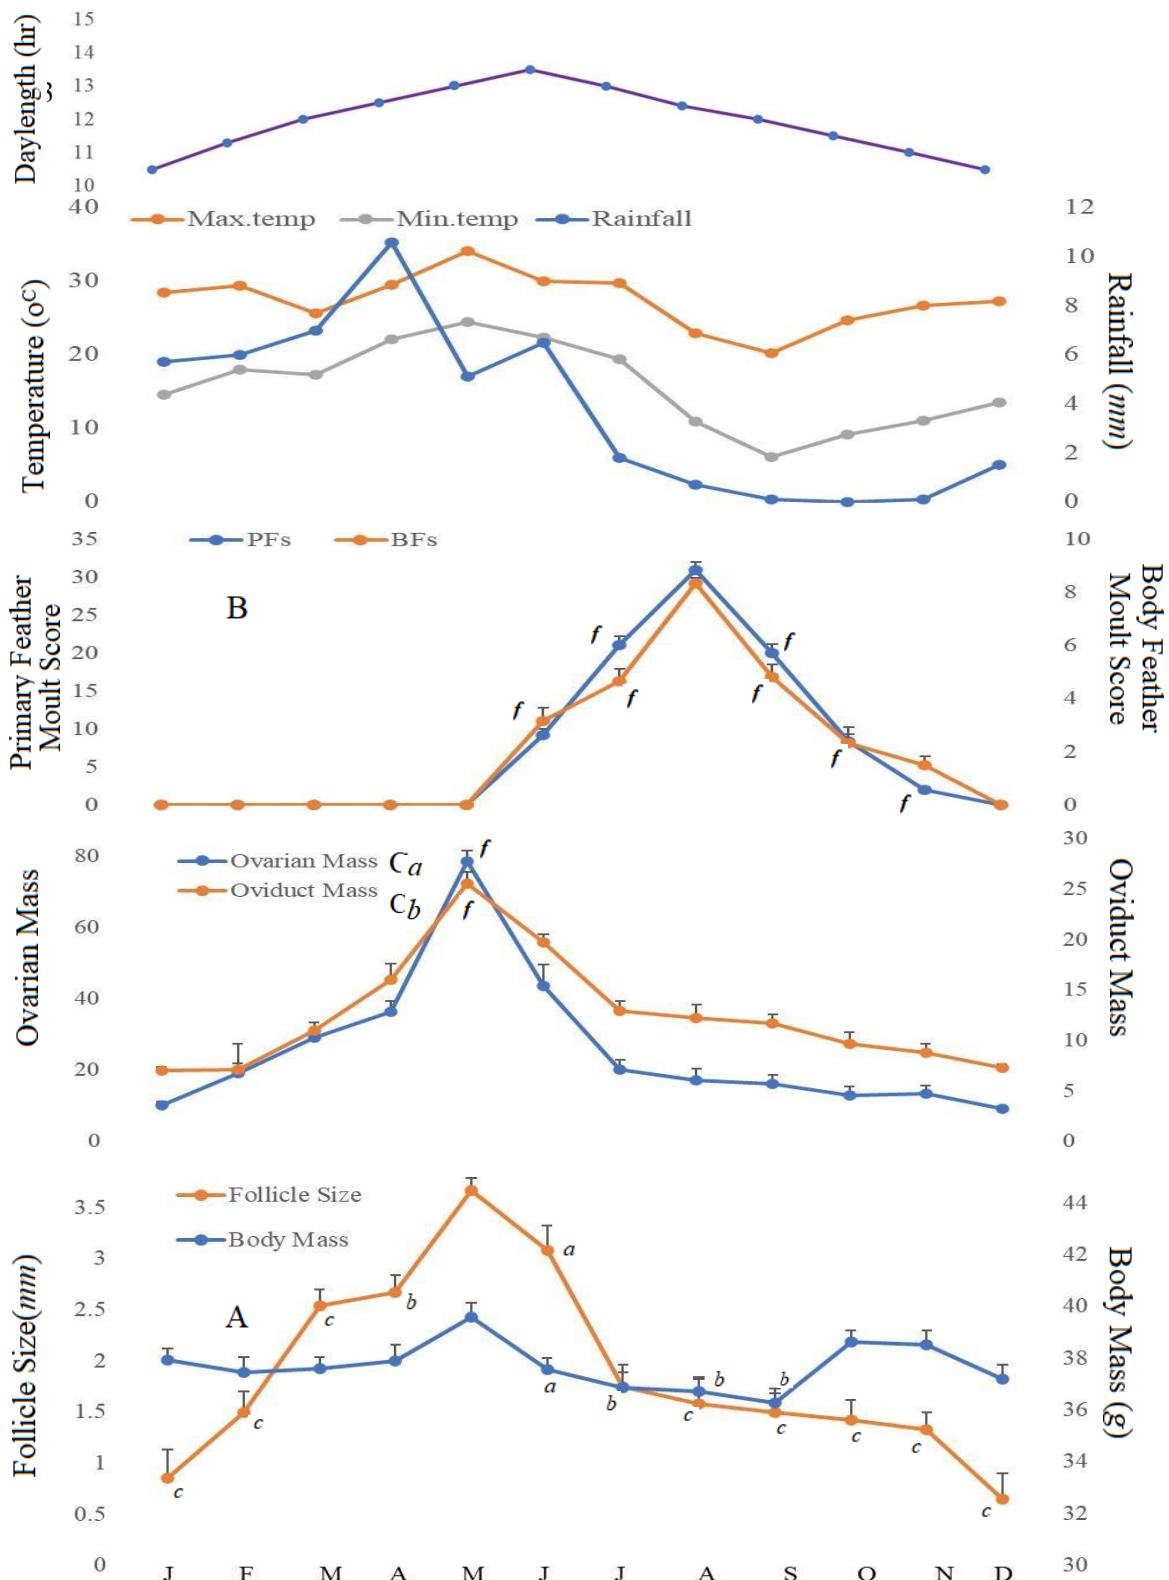 15
14
13
12
11
10
Daylength (hr)
40
30
20
10
0
Temperature (oC)
Max.temp
Min.temp
Rainfall
12
10
8
6
4
2
0
Rainfall (mm)
35
30
25
20
15
10
5
0
Primary Feather
Moult Score
PFs
BFs
B
f
f
f
f
f
f
f
10
8
6
4
2
0
Body Feather
Moult Score
80
60
40
20
0
Ovarian Mass
Ovarian Mass
Oviduct Mass
Ca
Cb
f
f
30
25
20
15
10
5
0
Oviduct Mass
3.5
3
2.5
2
1.5
1
0.5
0
Follicle Size(mm)
Follicle Size
Body Mass
A
c
c
c
b
a
a
b
b
c
b
c
c
c
c
44
42
40
38
36
34
32
30
Body Mass (g)
J F M A M J J A S O N D